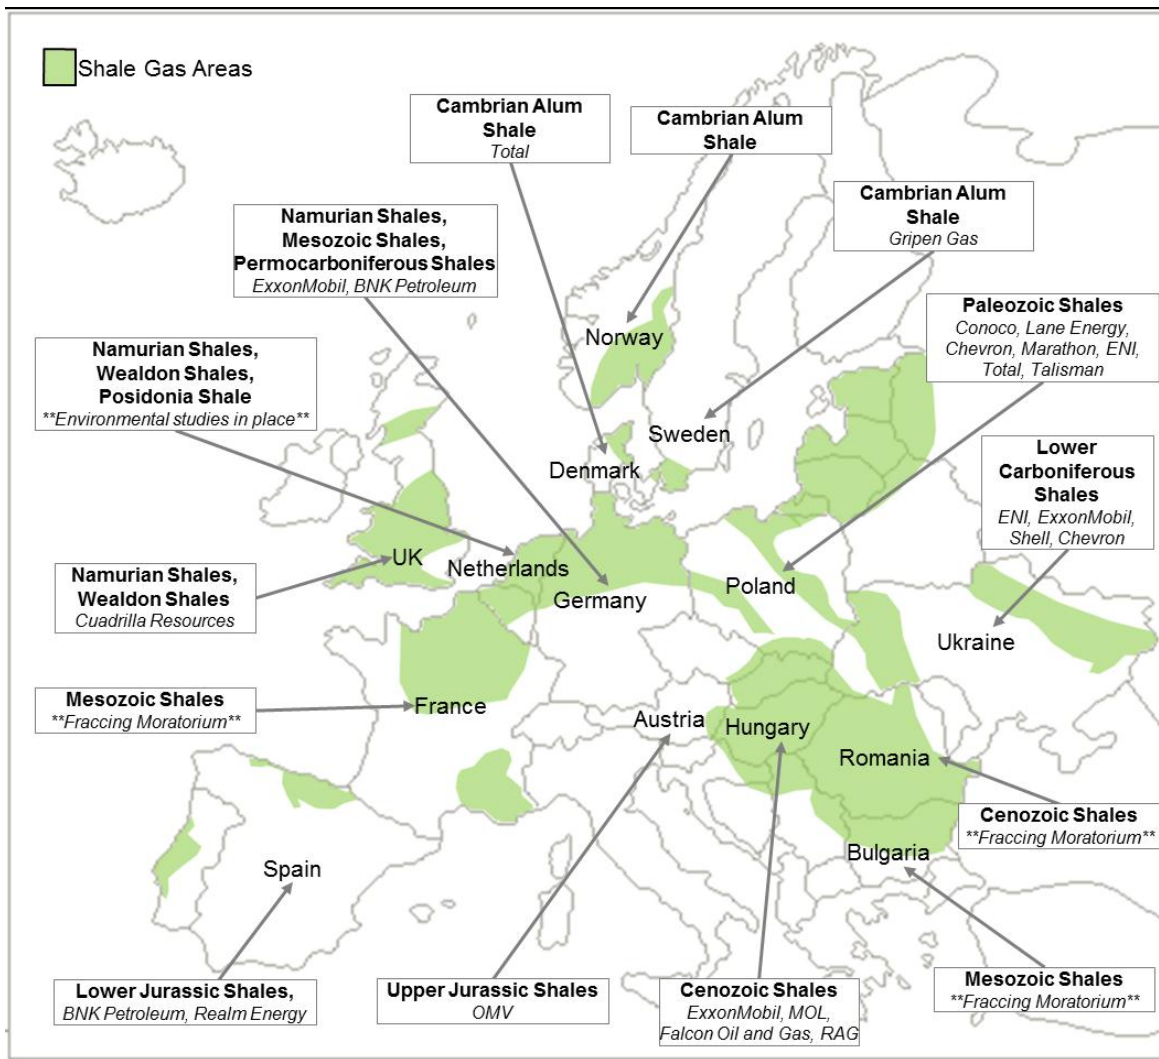 Shale Gas Areas
Cambrian Alum
Shale
Total
Cambrian Alum
Shale
Cambrian Alum
Shale
Gripen Gas
Namurian Shales,
Mesozoic Shales,
Permocarboniferous Shales
ExxonMobil, BNK Petroleum
Paleozoic Shales
Conoco, Lane Energy,
Chevron, Marathon, ENI,
Total, Talisman
Namurian Shales,
Wealdon Shales,
Posidonia Shale
**Environmental studies in place**
Norway
Sweden
Denmark
Lower
Carboniferous
Shales
ENI, ExxonMobil,
Shell, Chevron
UK
Netherlands
Germany
Poland
Ukraine
Namurian Shales,
Wealdon Shales
Cuadrilla Resources
Mesozoic Shales
**Fraccing Moratorium**
France
Austria
Hungary
Romania
Cenozoic Shales
**Fraccing Moratorium**
Bulgaria
Spain
Lower Jurassic Shales,
BNK Petroleum, Realm Energy
Upper Jurassic Shales
OMV
Cenozoic Shales
ExxonMobil, MOL,
Falcon Oil and Gas, RAG
Mesozoic Shales
**Fraccing Moratorium**